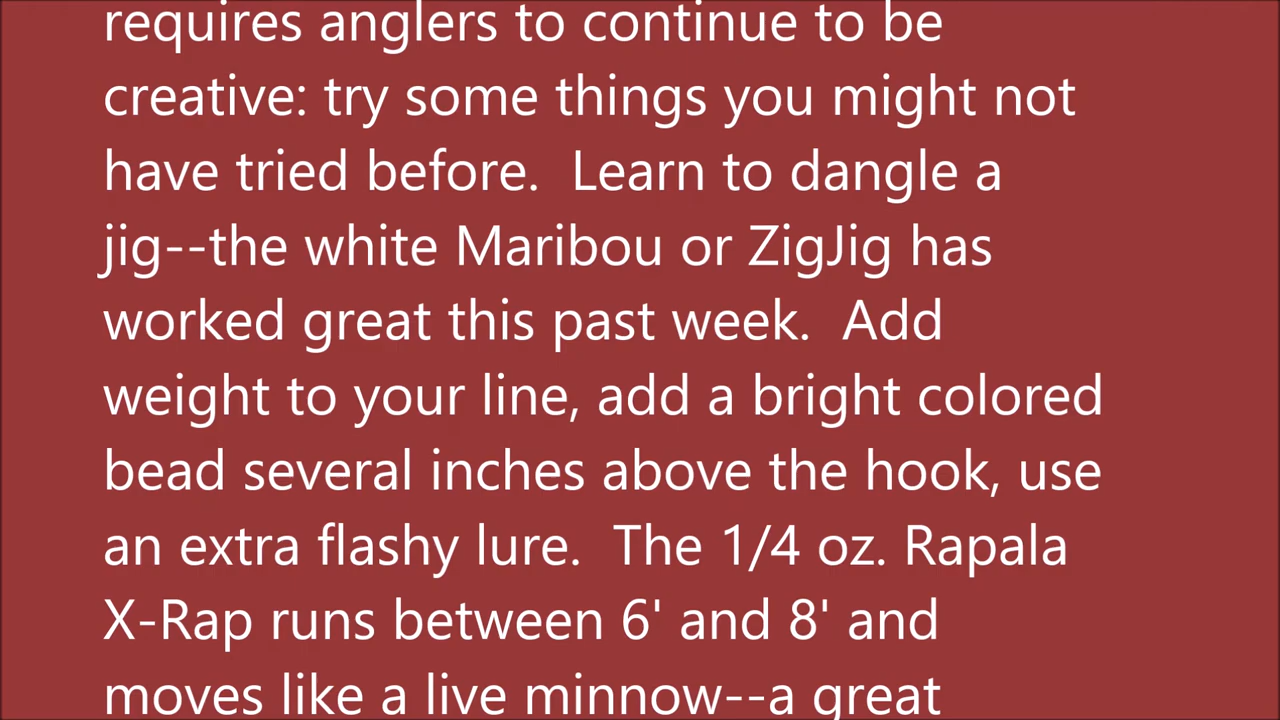 requires anglers to continue to be
creative: try some things you might not
have tried before.  Learn to dangle a
jig--the white Maribou or ZigJig has
worked great this past week.  Add
weight to your line, add a bright colored
bead several inches above the hook, use
an extra flashy lure.  The 1/4 oz. Rapala
X-Rap runs between 6' and 8' and
moves like a live minnow--a great